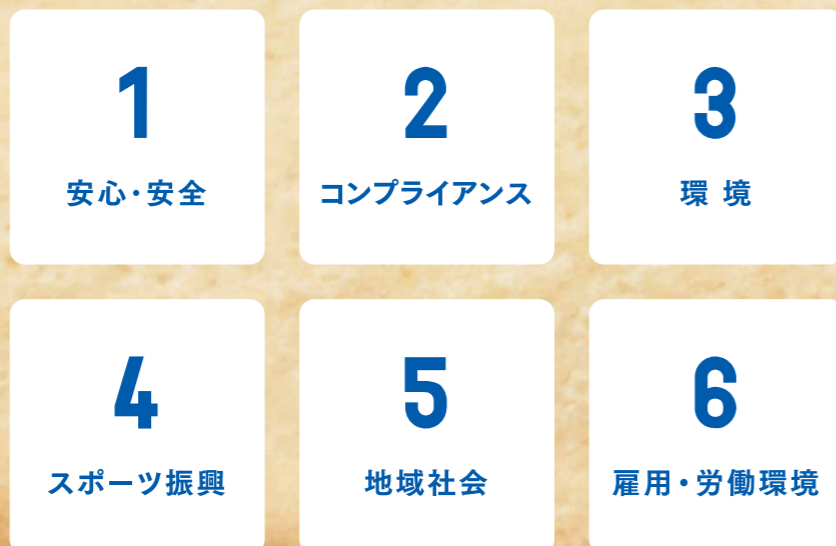 1
安心・安全
2
コンプライアンス
3
環 境
4
スポーツ振興
5
地域社会
6
雇用・労働環境